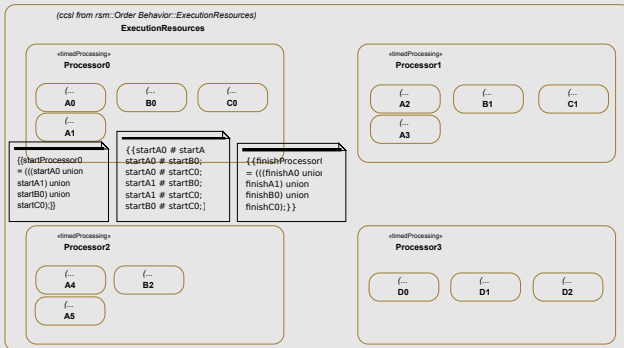 (ccsl from rsm::Order Behavior::ExecutionResources)
ExecutionResources
«timedProcessing»
Processor0
(...
A0
(...
B0
(...
C0
(...
A1
{{startProcessor0
= (((startA0 union
startA1) union
startB0) union
startC0);}}
{{startA0 # startA
startA0 # startB0;
startA0 # startC0;
startA1 # startB0;
startA1 # startC0;
startB0 # startC0;}
{{finishProcessor(
= (((finishA0 union
finishA1) union
finishB0) union
finishC0);}}
«timedProcessing»
Processor1
(...
A2
(...
B1
(...
C1
(...
A3
«timedProcessing»
Processor2
(...
A4
(...
B2
(...
A5
«timedProcessing»
Processor3
(...
D0
(...
D1
(...
D2